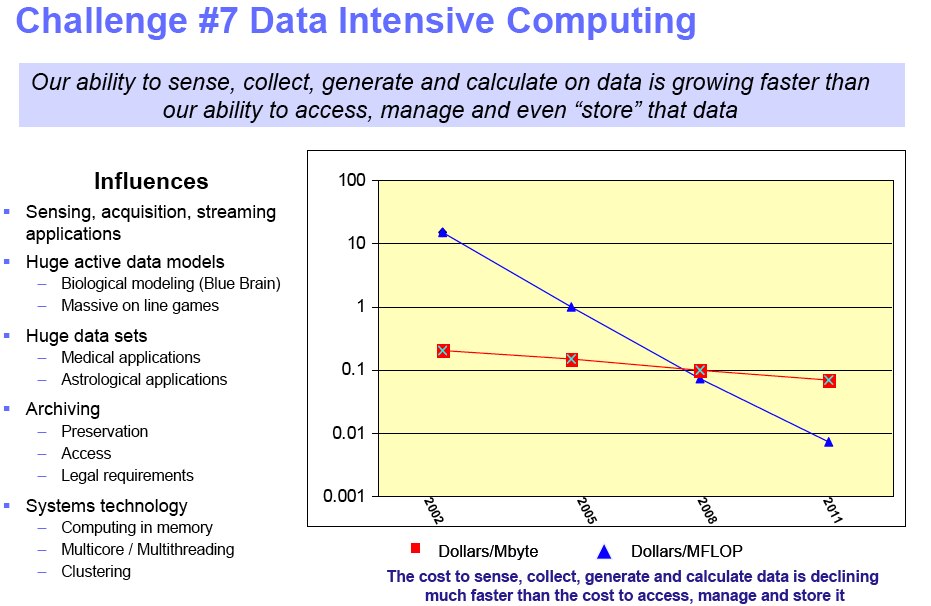 Challenge #7 Data Intensive Computing
Our ability to sense, collect, generate and calculate on data is growing faster than
our ability to access, manage and even “store” that data
Influences
▪ Sensing, acquisition, streaming
applications
▪ Huge active data models
– Biological modeling (Blue Brain)
– Massive on line games
▪ Huge data sets
– Medical applications
– Astrological applications
▪ Archiving
– Preservation
– Access
– Legal requirements
▪ Systems technology
– Computing in memory
– Multicore / Multithreading
– Clustering
100
10
1
0.1
0.01
0.001
2002
2005
2008
2011
Dollars/Mbyte
Dollars/MFLOP
The cost to sense, collect, generate and calculate data is declining
much faster than the cost to access, manage and store it